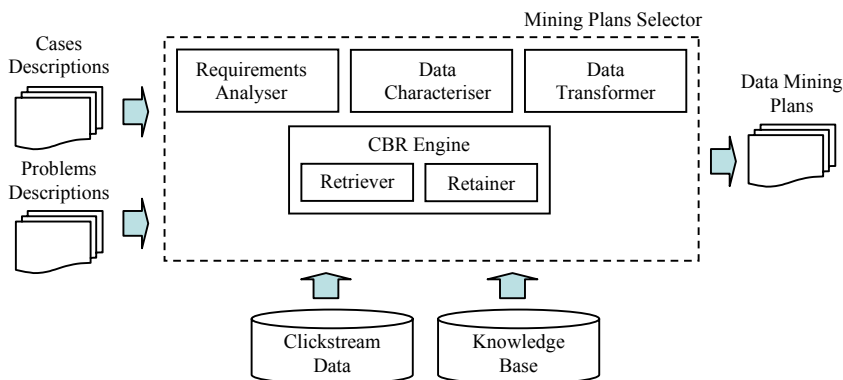 Mining Plans Selector
Cases
Descriptions
Problems
Descriptions
Requirements
Analyser
Data
Characteriser
Data
Transformer
CBR Engine
Retriever
Retainer
Data Mining
Plans
Clickstream
Data
Knowledge
Base